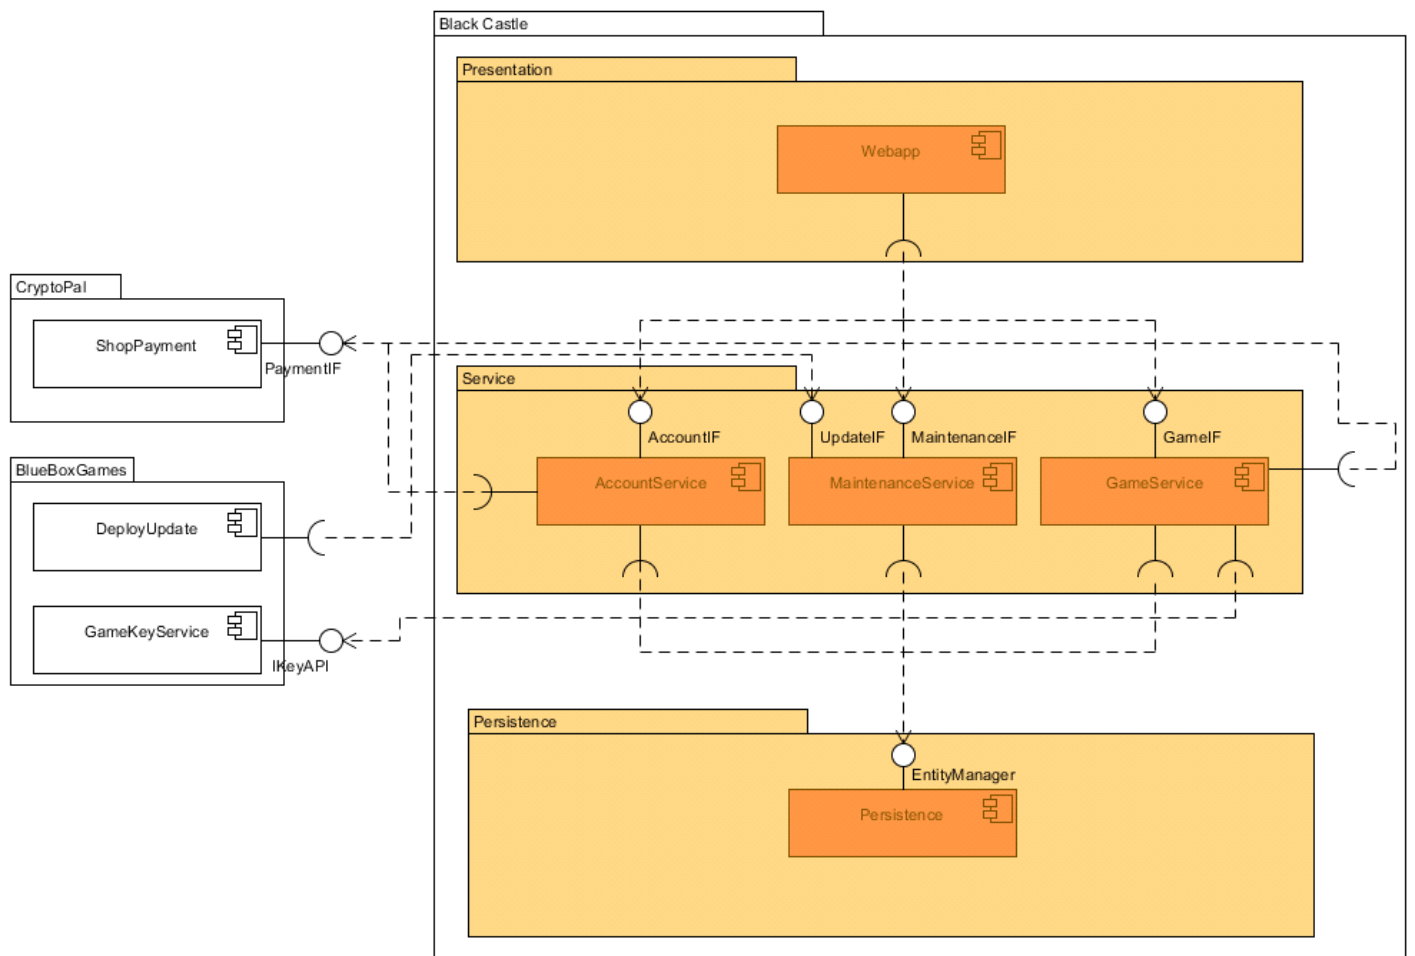 Black Castle
Presentation
Webapp
CryptoPal
ShopPayment
PaymentIF
Service
AccountIF
UpdateIF
MaintenanceIF
GameIF
BlueBoxGames
AccountService
MaintenanceService
GameService
DeployUpdate
GameKeyService
IKeyAPI
Persistence
EntityManager
Persistence